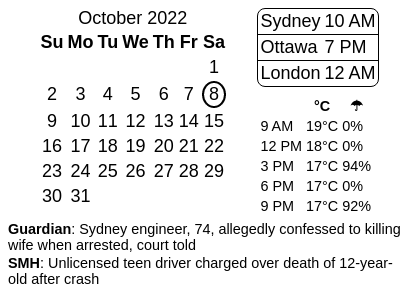 October 2022
Su Mo Tu We Th Fr Sa
1
2 3 4 5 6 7 8
9 10 11 12 13 14 15
16 17 18 19 20 21 22
23 24 25 26 27 28 29
30 31
Sydney 10 AM
Ottawa 7 PM
London 12 AM
°C ☂
9 AM 19°C 0%
12 PM 18°C 0%
3 PM 17°C 94%
6 PM 17°C 0%
9 PM 17°C 92%
Guardian: Sydney engineer, 74, allegedly confessed to killing
wife when arrested, court told
SMH: Unlicensed teen driver charged over death of 12-year-
old after crash